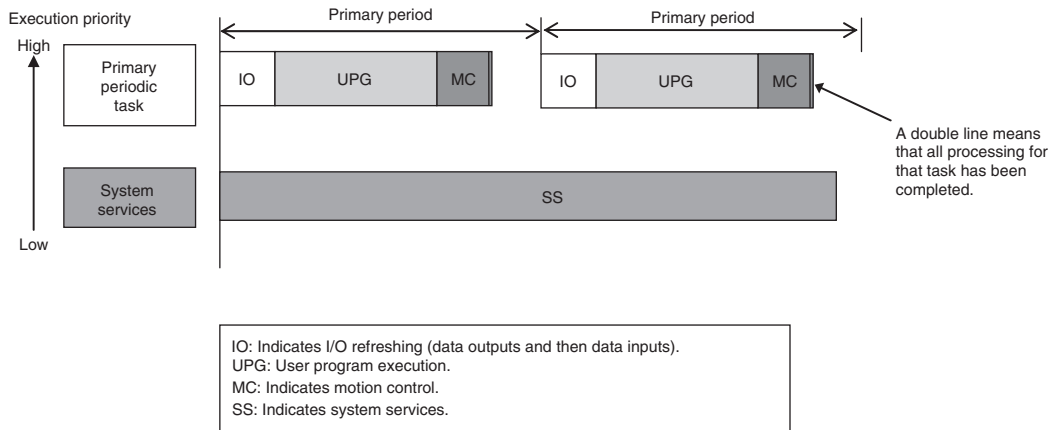 Execution priority
Primary period
Primary period
High
Primary
periodic
task
IO
UPG
MC
IO
UPG
MC
A double line means
that all processing for
that task has been
completed.
System
services
SS
Low
IO: Indicates I/O refreshing (data outputs and then data inputs).
UPG: User program execution.
MC: Indicates motion control.
SS: Indicates system services.